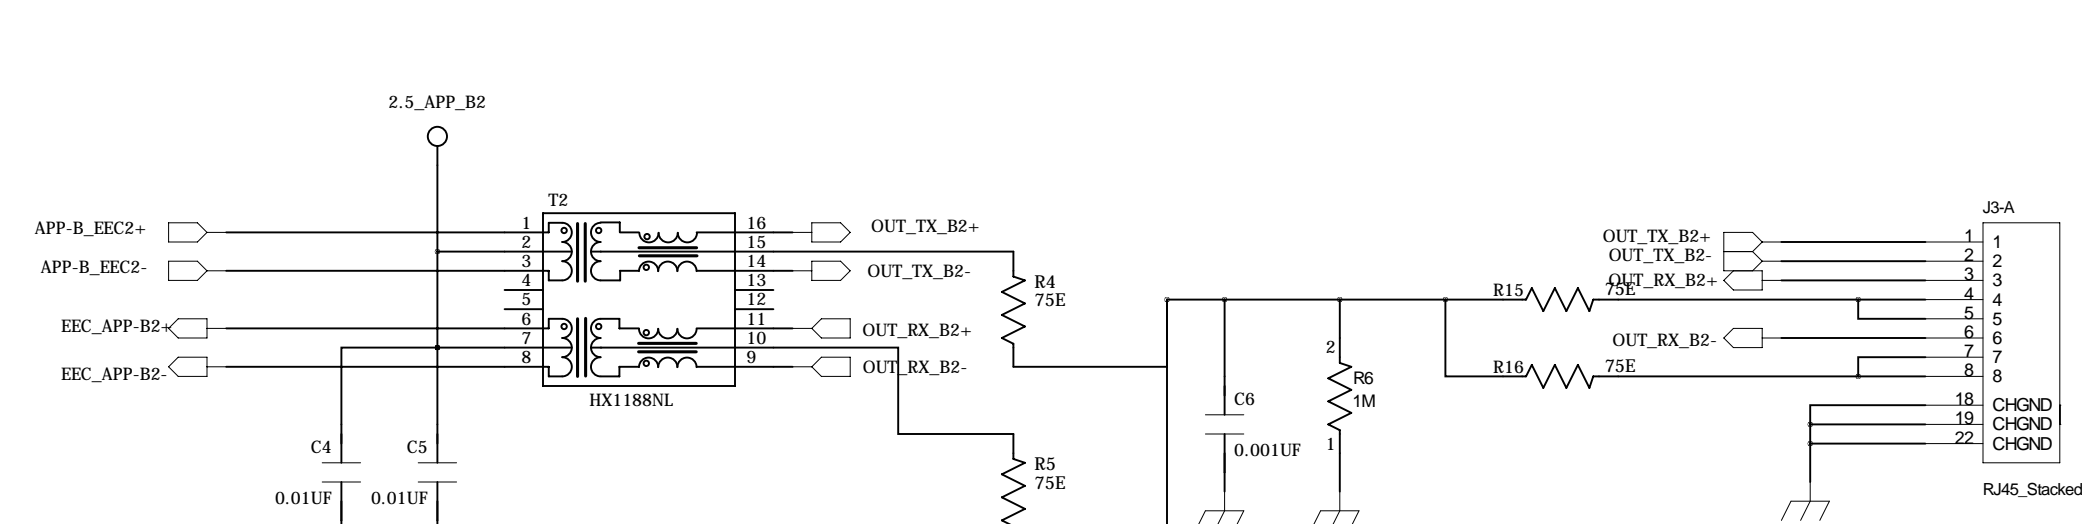 2.5_APP_B2
T2
J3-A
APP-B_EEC2+
1
16
OUT_TX_B2+
2
15
APP-B_EEC2-
3
14
OUT_TX_B2-
4
13
5
12
EEC_APP-B2+
6
11
OUT_RX_B2+
7
10
EEC_APP-B2-
8
9
OUT_RX_B2-
HX1188NL
R4
75E
R5
75E
C4
0.01UF
C5
0.01UF
C6
0.001UF
2
R6
1M
1
R15
75E
R16
75E
OUT_TX_B2+
1 1
OUT_TX_B2-
2 2
OUT_RX_B2+
3 3
4 4
5 5
OUT_RX_B2-
6 6
7 7
8 8
18 CHGND
19 CHGND
22 CHGND
RJ45_Stacked